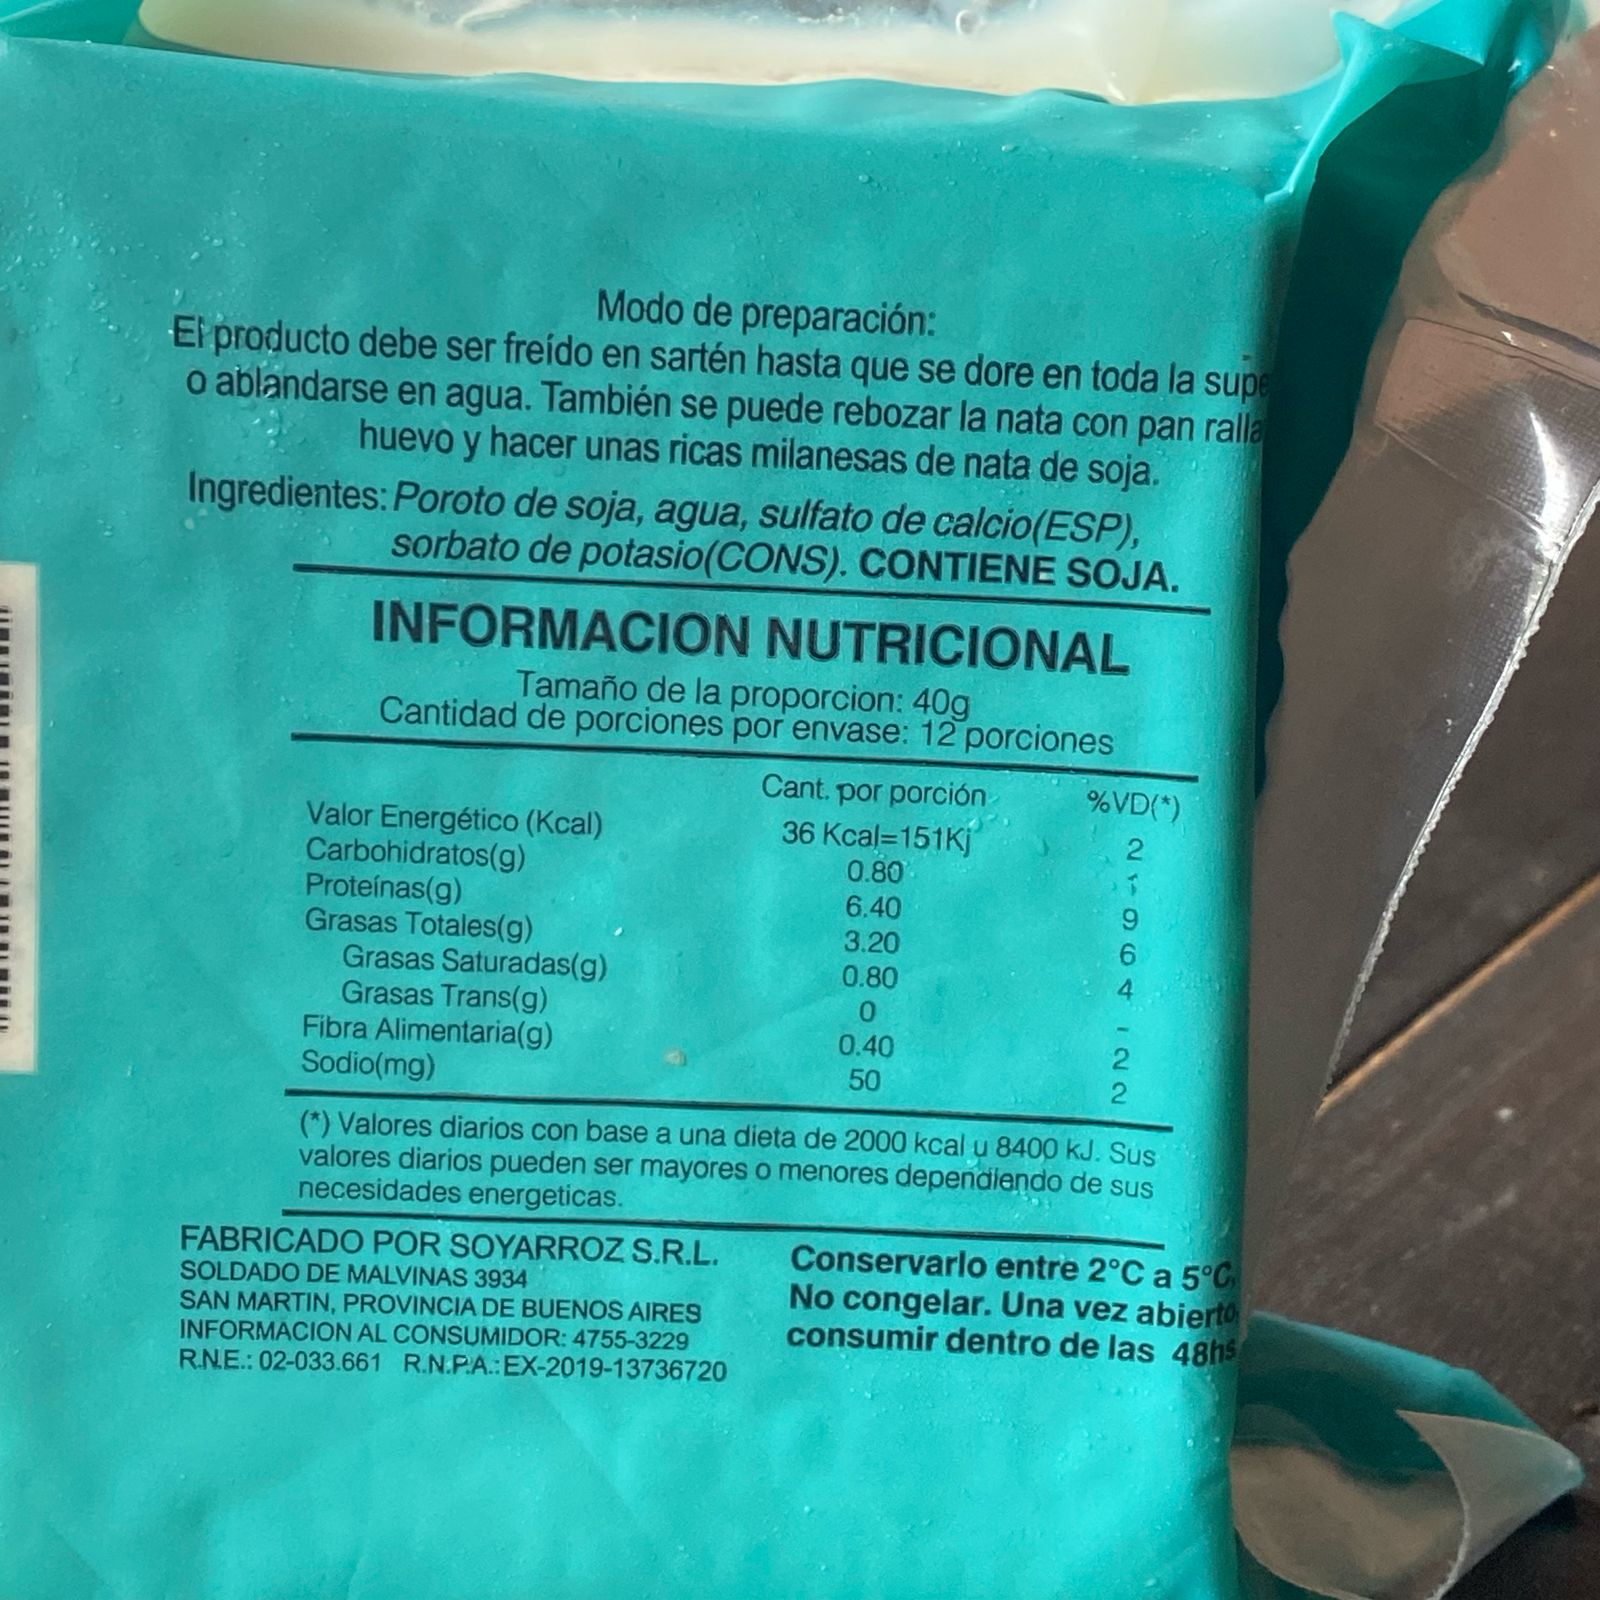 Modo de preparación:
El producto debe ser freído en sartén hasta que se dore en toda la
o ablandarse en agua. También se puede rebozar la nata con pan
huevo y hacer unas ricas milanesas de nata de soja.
Ingredientes: Poroto de soja, agua, sulfato de calcio(ESP),
sorbato de potasio(CONS). CONTIENE SOJA.
INFORMACION NUTRICIONAL
Tamaño de la proporcion: 40g
Cantidad de porciones por envase: 12 porciones
Cant. por porción %VD(*)
Valor Energético (Kcal) 36 Kcal=151Kj 2
Carbohidratos(g) 0.80 1
Proteínas(g) 6.40 9
Grasas Totales(g) 3.20 6
Grasas Saturadas(g) 0.80 4
Grasas Trans(g) 0 -
Fibra Alimentaria(g) 0.40 2
Sodio(mg) 50 2
(*) Valores diarios con base a una dieta de 2000 kcal u 8400 kJ. Sus
valores diarios pueden ser mayores o menores dependiendo de sus
necesidades energeticas.
FABRICADO POR SOYARROZ S.R.L.
SOLDADO DE MALVINAS 3934
SAN MARTIN, PROVINCIA DE BUENOS AIRES
INFORMACION AL CONSUMIDOR: 4755-3229
R.N.E.: 02-033.661 R.N.P.A.:EX-2019-13736720
Conservarlo entre 2°C a 5°C,
No congelar. Una vez abierto
consumir dentro de las 48hs